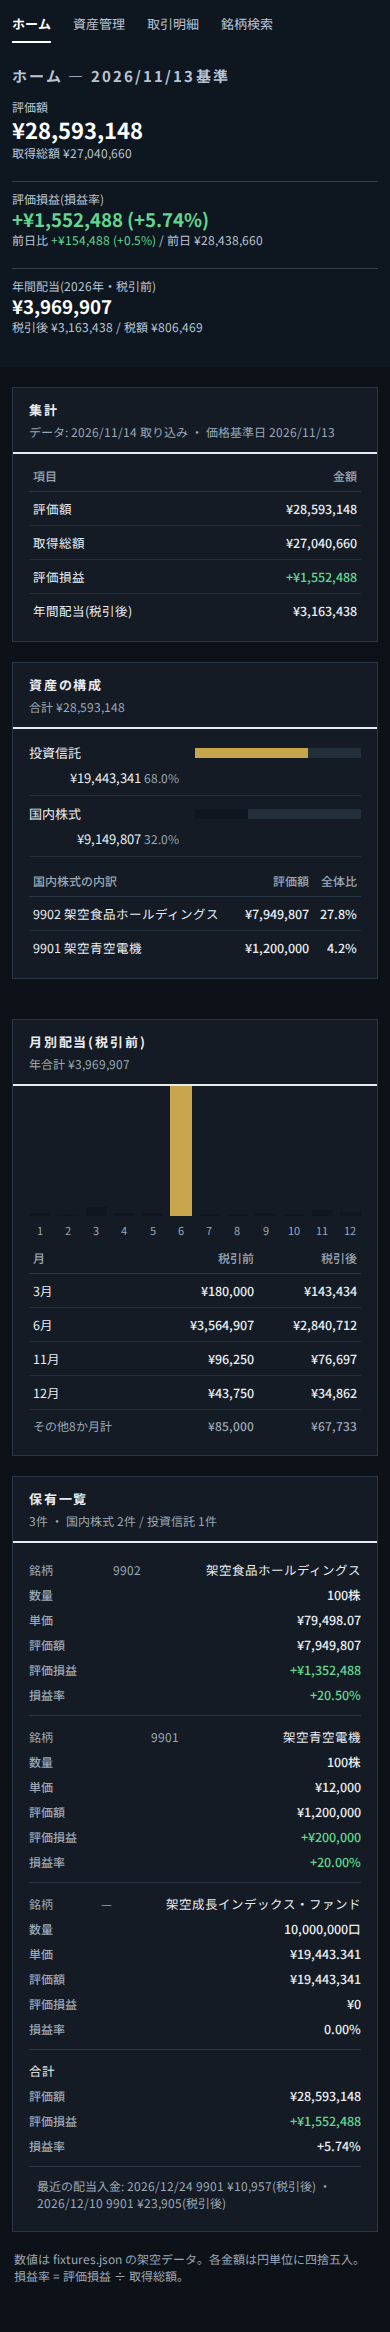 ホーム 資産管理 取引明細 銘柄検索
ホーム — 2026/11/13基準
評価額
¥28,593,148
取得総額 ¥27,040,660
評価損益(損益率)
+¥1,552,488 (+5.74%)
前日比 +¥154,488 (+0.5%) / 前日 ¥28,438,660
年間配当(2026年・税引前)
¥3,969,907
税引後 ¥3,163,438 / 税額 ¥806,469
集計
データ: 2026/11/14 取り込み ・ 価格基準日 2026/11/13
項目 金額
評価額 ¥28,593,148
取得総額 ¥27,040,660
評価損益 +¥1,552,488
年間配当(税引後) ¥3,163,438
資産の構成
合計 ¥28,593,148
投資信託
¥19,443,341 68.0%
国内株式
¥9,149,807 32.0%
国内株式の内訳 評価額 全体比
9902 架空食品ホールディングス ¥7,949,807 27.8%
9901 架空青空電機 ¥1,200,000 4.2%
月別配当(税引前)
年合計 ¥3,969,907
1 2 3 4 5 6 7 8 9 10 11 12
月 税引前 税引後
3月 ¥180,000 ¥143,434
6月 ¥3,564,907 ¥2,840,712
11月 ¥96,250 ¥76,697
12月 ¥43,750 ¥34,862
その他8か月計 ¥85,000 ¥67,733
保有一覧
3件 ・ 国内株式 2件 / 投資信託 1件
銘柄 9902 架空食品ホールディングス
数量 100株
単価 ¥79,498.07
評価額 ¥7,949,807
評価損益 +¥1,352,488
損益率 +20.50%
銘柄 9901 架空青空電機
数量 100株
単価 ¥12,000
評価額 ¥1,200,000
評価損益 +¥200,000
損益率 +20.00%
銘柄 — 架空成長インデックス・ファンド
数量 10,000,000口
単価 ¥19,443.341
評価額 ¥19,443,341
評価損益 ¥0
損益率 0.00%
合計
評価額 ¥28,593,148
評価損益 +¥1,552,488
損益率 +5.74%
最近の配当入金: 2026/12/24 9901 ¥10,957(税引後) ・
2026/12/10 9901 ¥23,905(税引後)
数値は fixtures.json の架空データ。各金額は円単位に四捨五入。
損益率 = 評価損益 ÷ 取得総額。